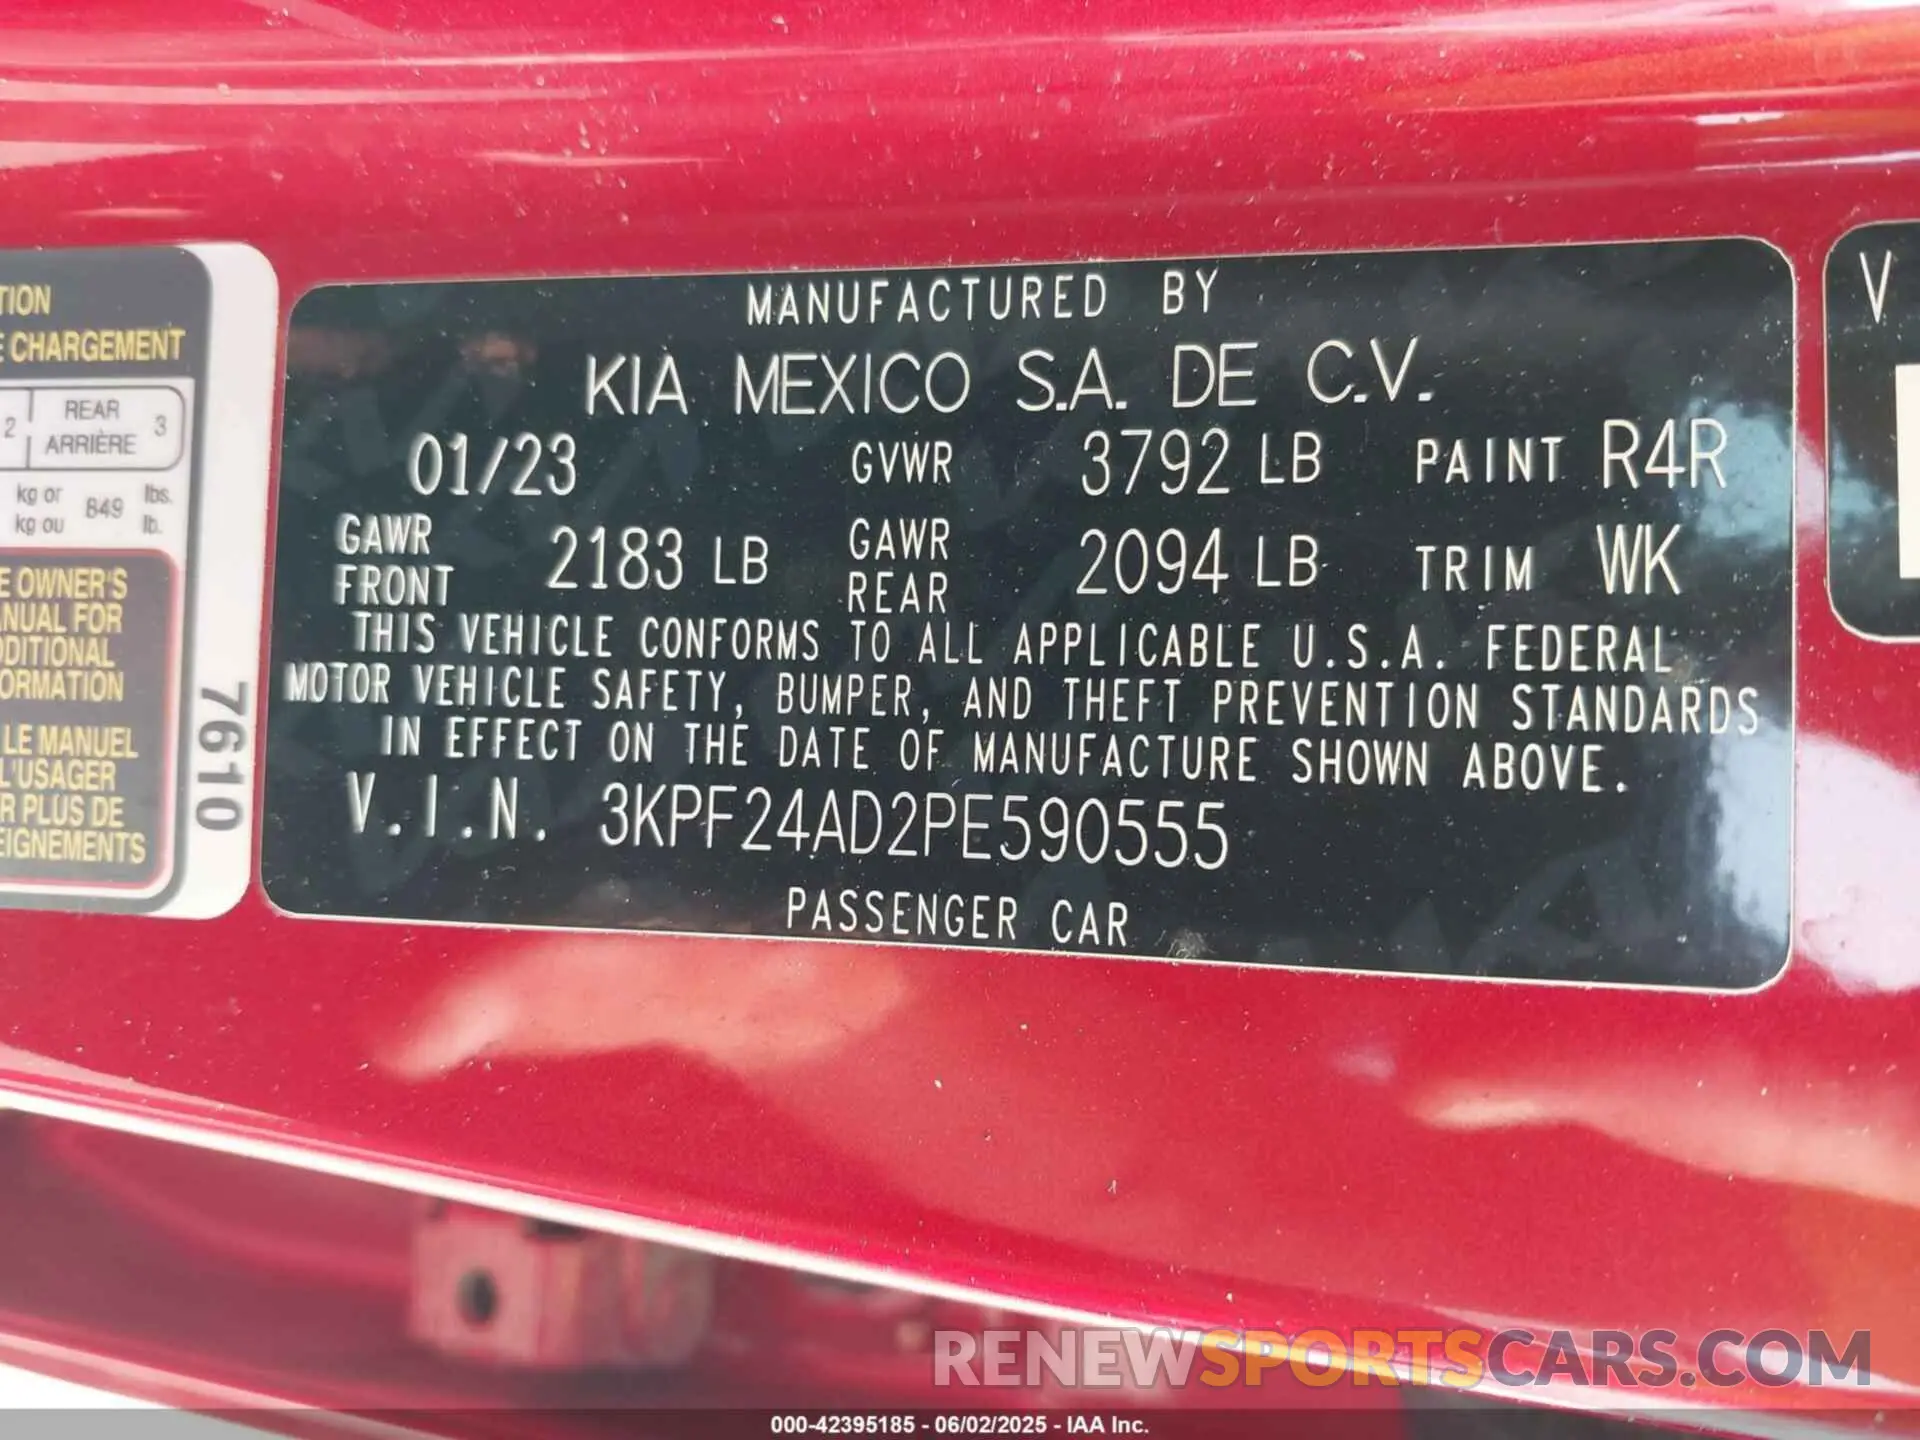 TION
E CHARGEMENT
2 REAR 3
ARRIÈRE
kg or 849 lbs.
kg ou lb.
E OWNER'S
ANUAL FOR
DDITIONAL
ORMATION
LE MANUEL
L'USAGER
R PLUS DE
EIGNEMENTS
7610
MANUFACTURED BY
KIA MEXICO S.A. DE C.V.
01/23 GVWR 3792 LB PAINT R4R
GAWR FRONT 2183 LB GAWR REAR 2094 LB TRIM WK
THIS VEHICLE CONFORMS TO ALL APPLICABLE U.S.A. FEDERAL
MOTOR VEHICLE SAFETY, BUMPER, AND THEFT PREVENTION STANDARDS
IN EFFECT ON THE DATE OF MANUFACTURE SHOWN ABOVE.
V.I.N. 3KPF24AD2PE590555
PASSENGER CAR
V
RENEWSPORTSCARS.COM
000-42395185 - 06/02/2025 - IAA Inc.